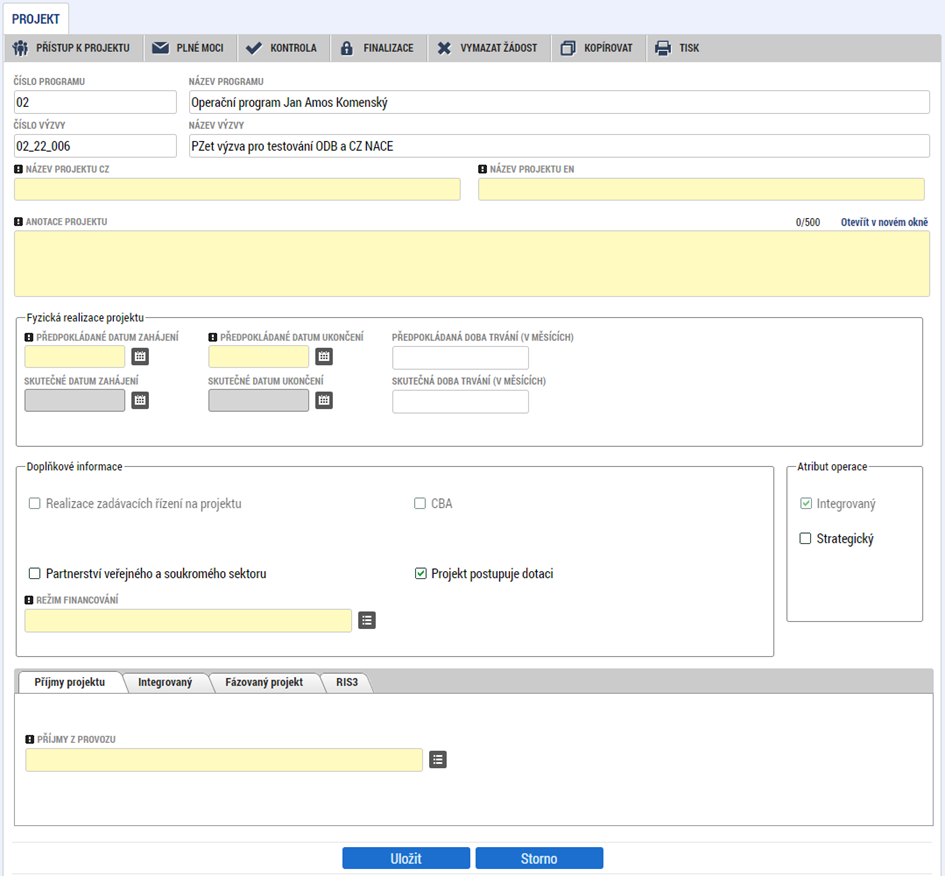 PROJEKT
PŘÍSTUP K PROJEKTU PLNÉ MOCI KONTROLA FINALIZACE VYMAZAT ŽÁDOST KOPÍROVAT TISK
ČÍSLO PROGRAMU NÁZEV PROGRAMU
02 Operační program Jan Amos Komenský
ČÍSLO VÝZVY NÁZEV VÝZVY
02_22_006 PZet výzva pro testování ODB a CZ NACE
NÁZEV PROJEKTU CZ NÁZEV PROJEKTU EN
ANOTACE PROJEKTU 0/500 Otevřít v novém okně
Fyzická realizace projektu
PŘEDPOKLÁDANÉ DATUM ZAHÁJENÍ PŘEDPOKLÁDANÉ DATUM UKONČENÍ PŘEDPOKLÁDANÁ DOBA TRVÁNÍ (V MĚSÍCÍCH)
SKUTEČNÉ DATUM ZAHÁJENÍ SKUTEČNÉ DATUM UKONČENÍ SKUTEČNÁ DOBA TRVÁNÍ (V MĚSÍCÍCH)
Doplňkové informace Atribut operace
Realizace zadávacích řízení na projektu CBA Integrovaný
Strategický
Partnerství veřejného a soukromého sektoru Projekt postupuje dotaci
REŽIM FINANCOVÁNÍ
Příjmy projektu Integrovaný Fázovaný projekt RIS3
PŘÍJMY Z PROVOZU
Uložit Storno